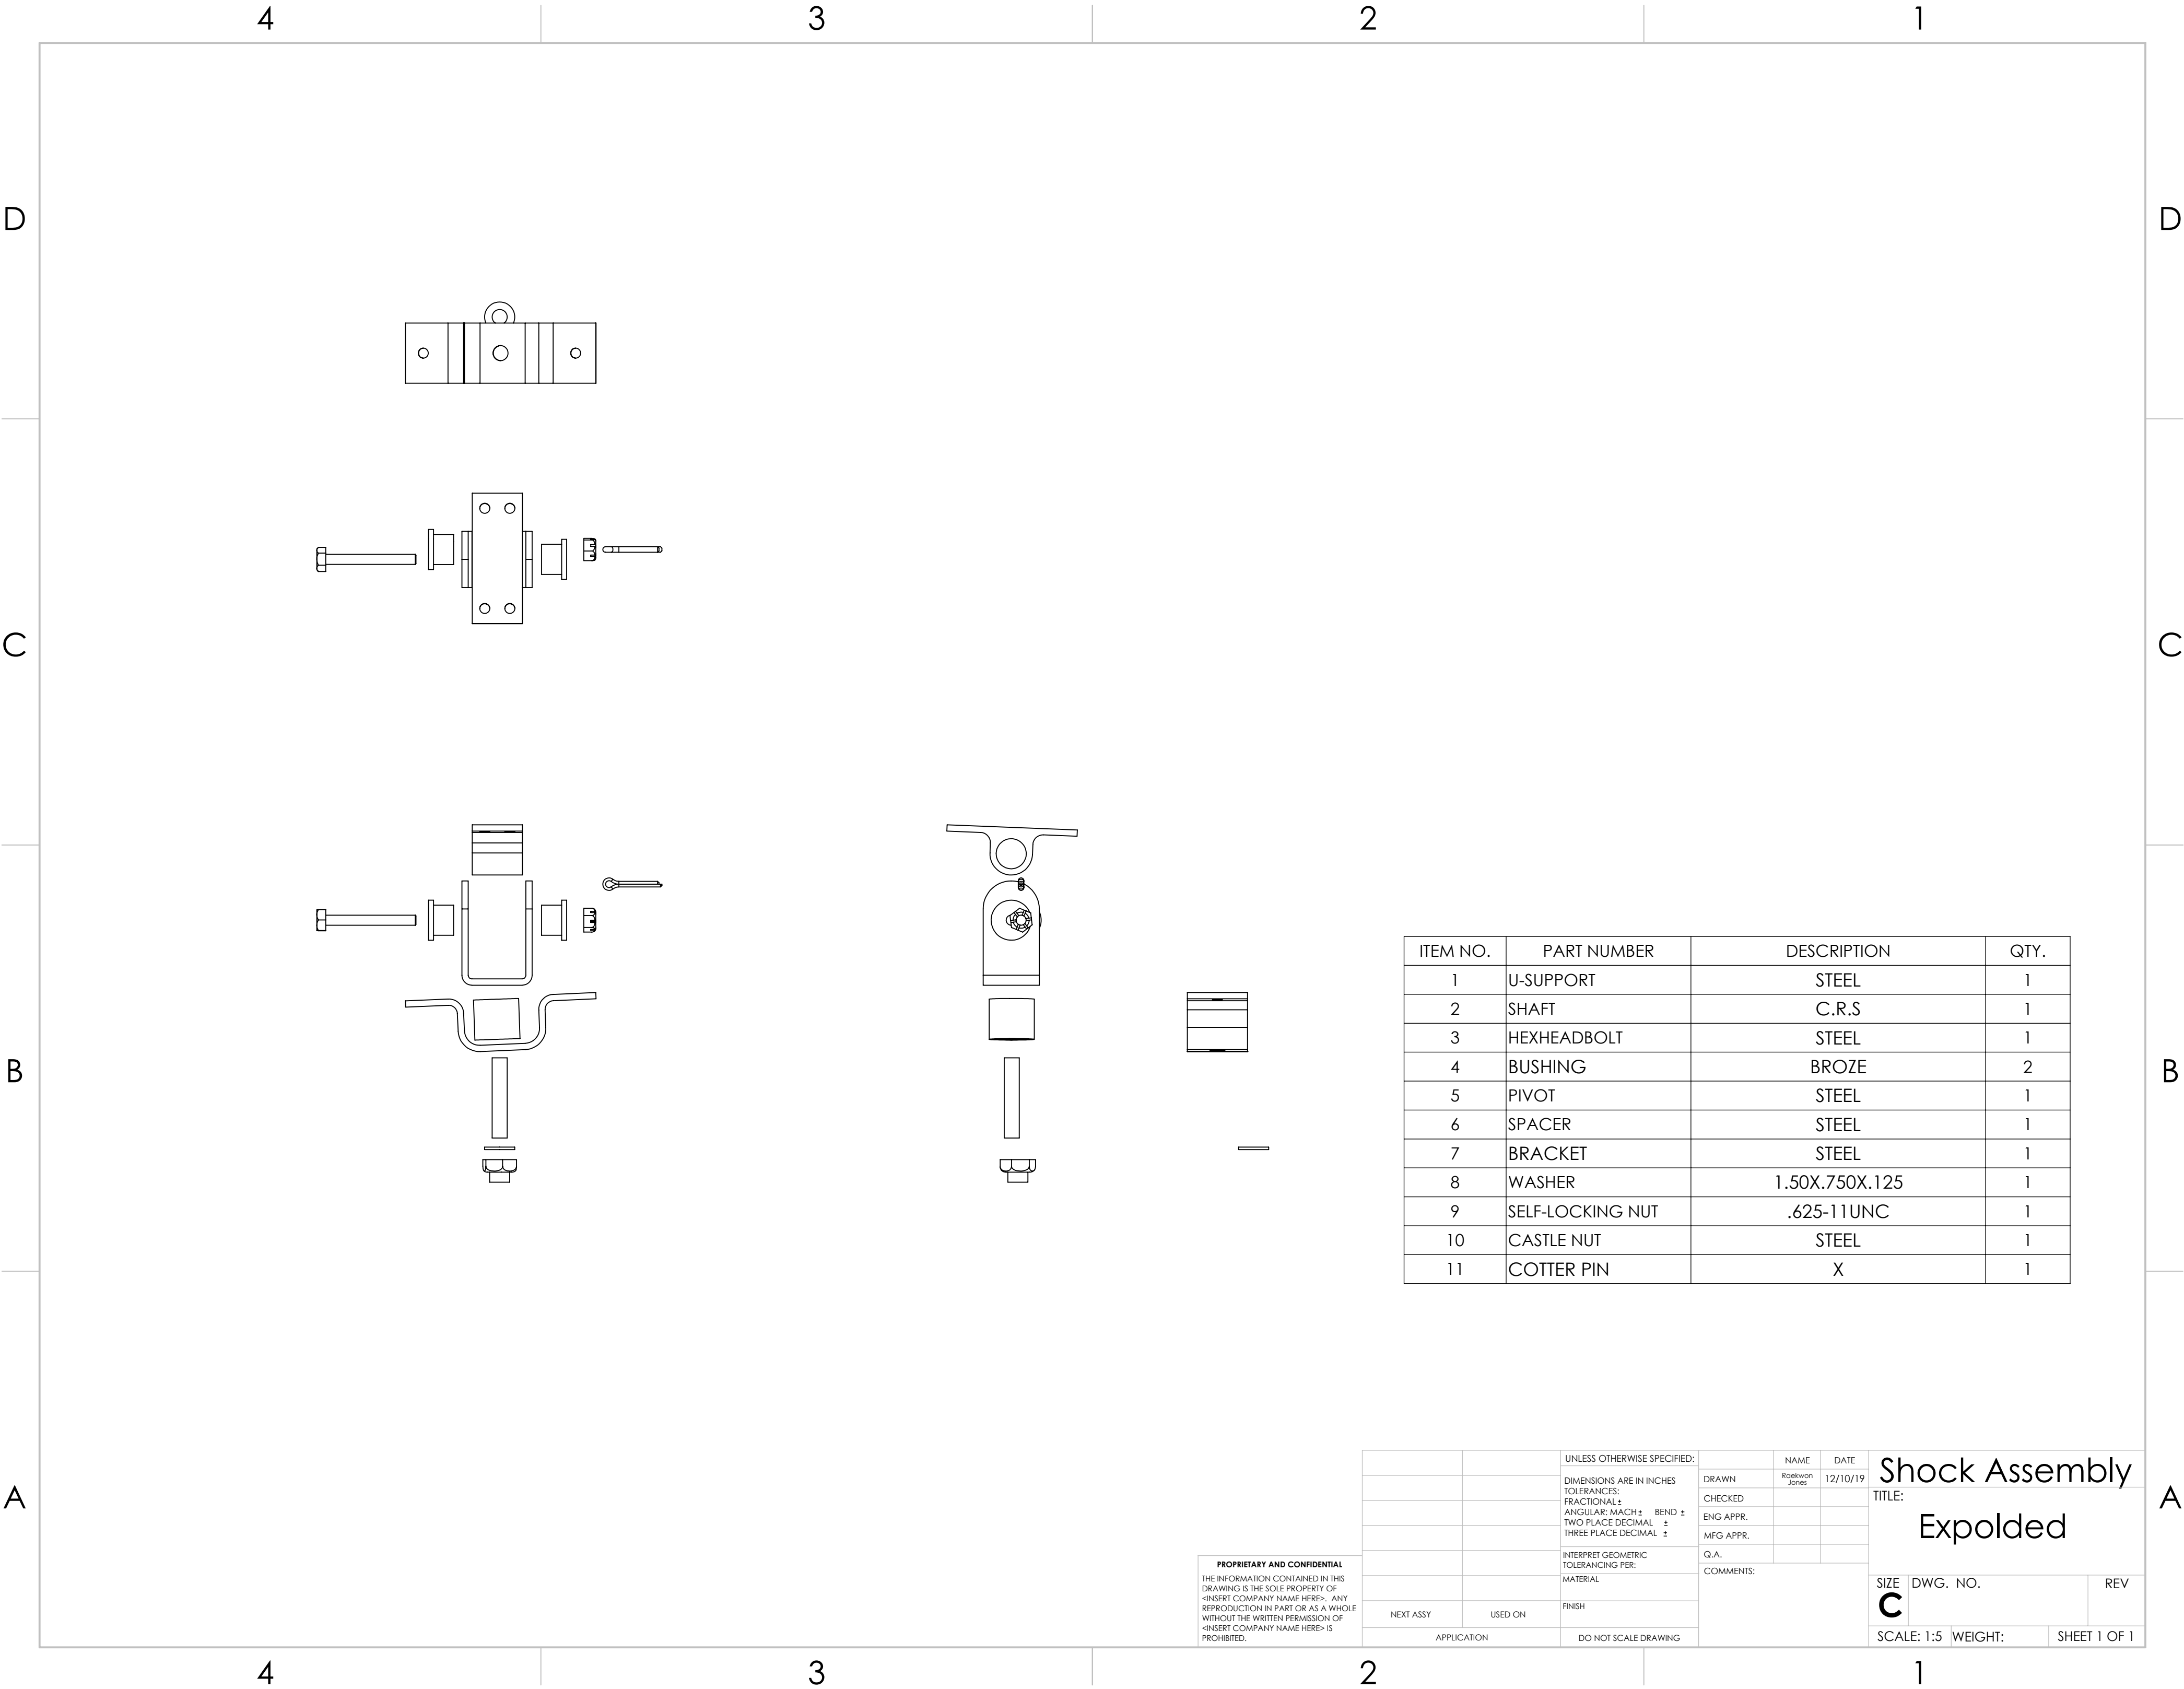 4 3 2 1
D D
C C
ITEM NO. PART NUMBER DESCRIPTION QTY.
1 U-SUPPORT STEEL 1
2 SHAFT C.R.S 1
3 HEXHEADBOLT STEEL 1
4 BUSHING BROZE 2
5 PIVOT STEEL 1
6 SPACER STEEL 1
7 BRACKET STEEL 1
8 WASHER 1.50X.750X.125 1
9 SELF-LOCKING NUT .625-11UNC 1
10 CASTLE NUT STEEL 1
11 COTTER PIN X 1
B B
A A
PROPRIETARY AND CONFIDENTIAL
THE INFORMATION CONTAINED IN THIS
DRAWING IS THE SOLE PROPERTY OF
<INSERT COMPANY NAME HERE>. ANY
REPRODUCTION IN PART OR AS A WHOLE
WITHOUT THE WRITTEN PERMISSION OF
<INSERT COMPANY NAME HERE> IS
PROHIBITED.
NEXT ASSY USED ON
APPLICATION
UNLESS OTHERWISE SPECIFIED:
DIMENSIONS ARE IN INCHES
TOLERANCES:
FRACTIONAL±
ANGULAR: MACH± BEND ±
TWO PLACE DECIMAL ±
THREE PLACE DECIMAL ±
INTERPRET GEOMETRIC
TOLERANCING PER:
MATERIAL
FINISH
DO NOT SCALE DRAWING
NAME DATE
DRAWN Raekwon Jones 12/10/19
CHECKED
ENG APPR.
MFG APPR.
Q.A.
COMMENTS:
Shock Assembly
TITLE:
Expolded
SIZE DWG. NO. REV
C
SCALE: 1:5 WEIGHT: SHEET 1 OF 1
4 3 2 1